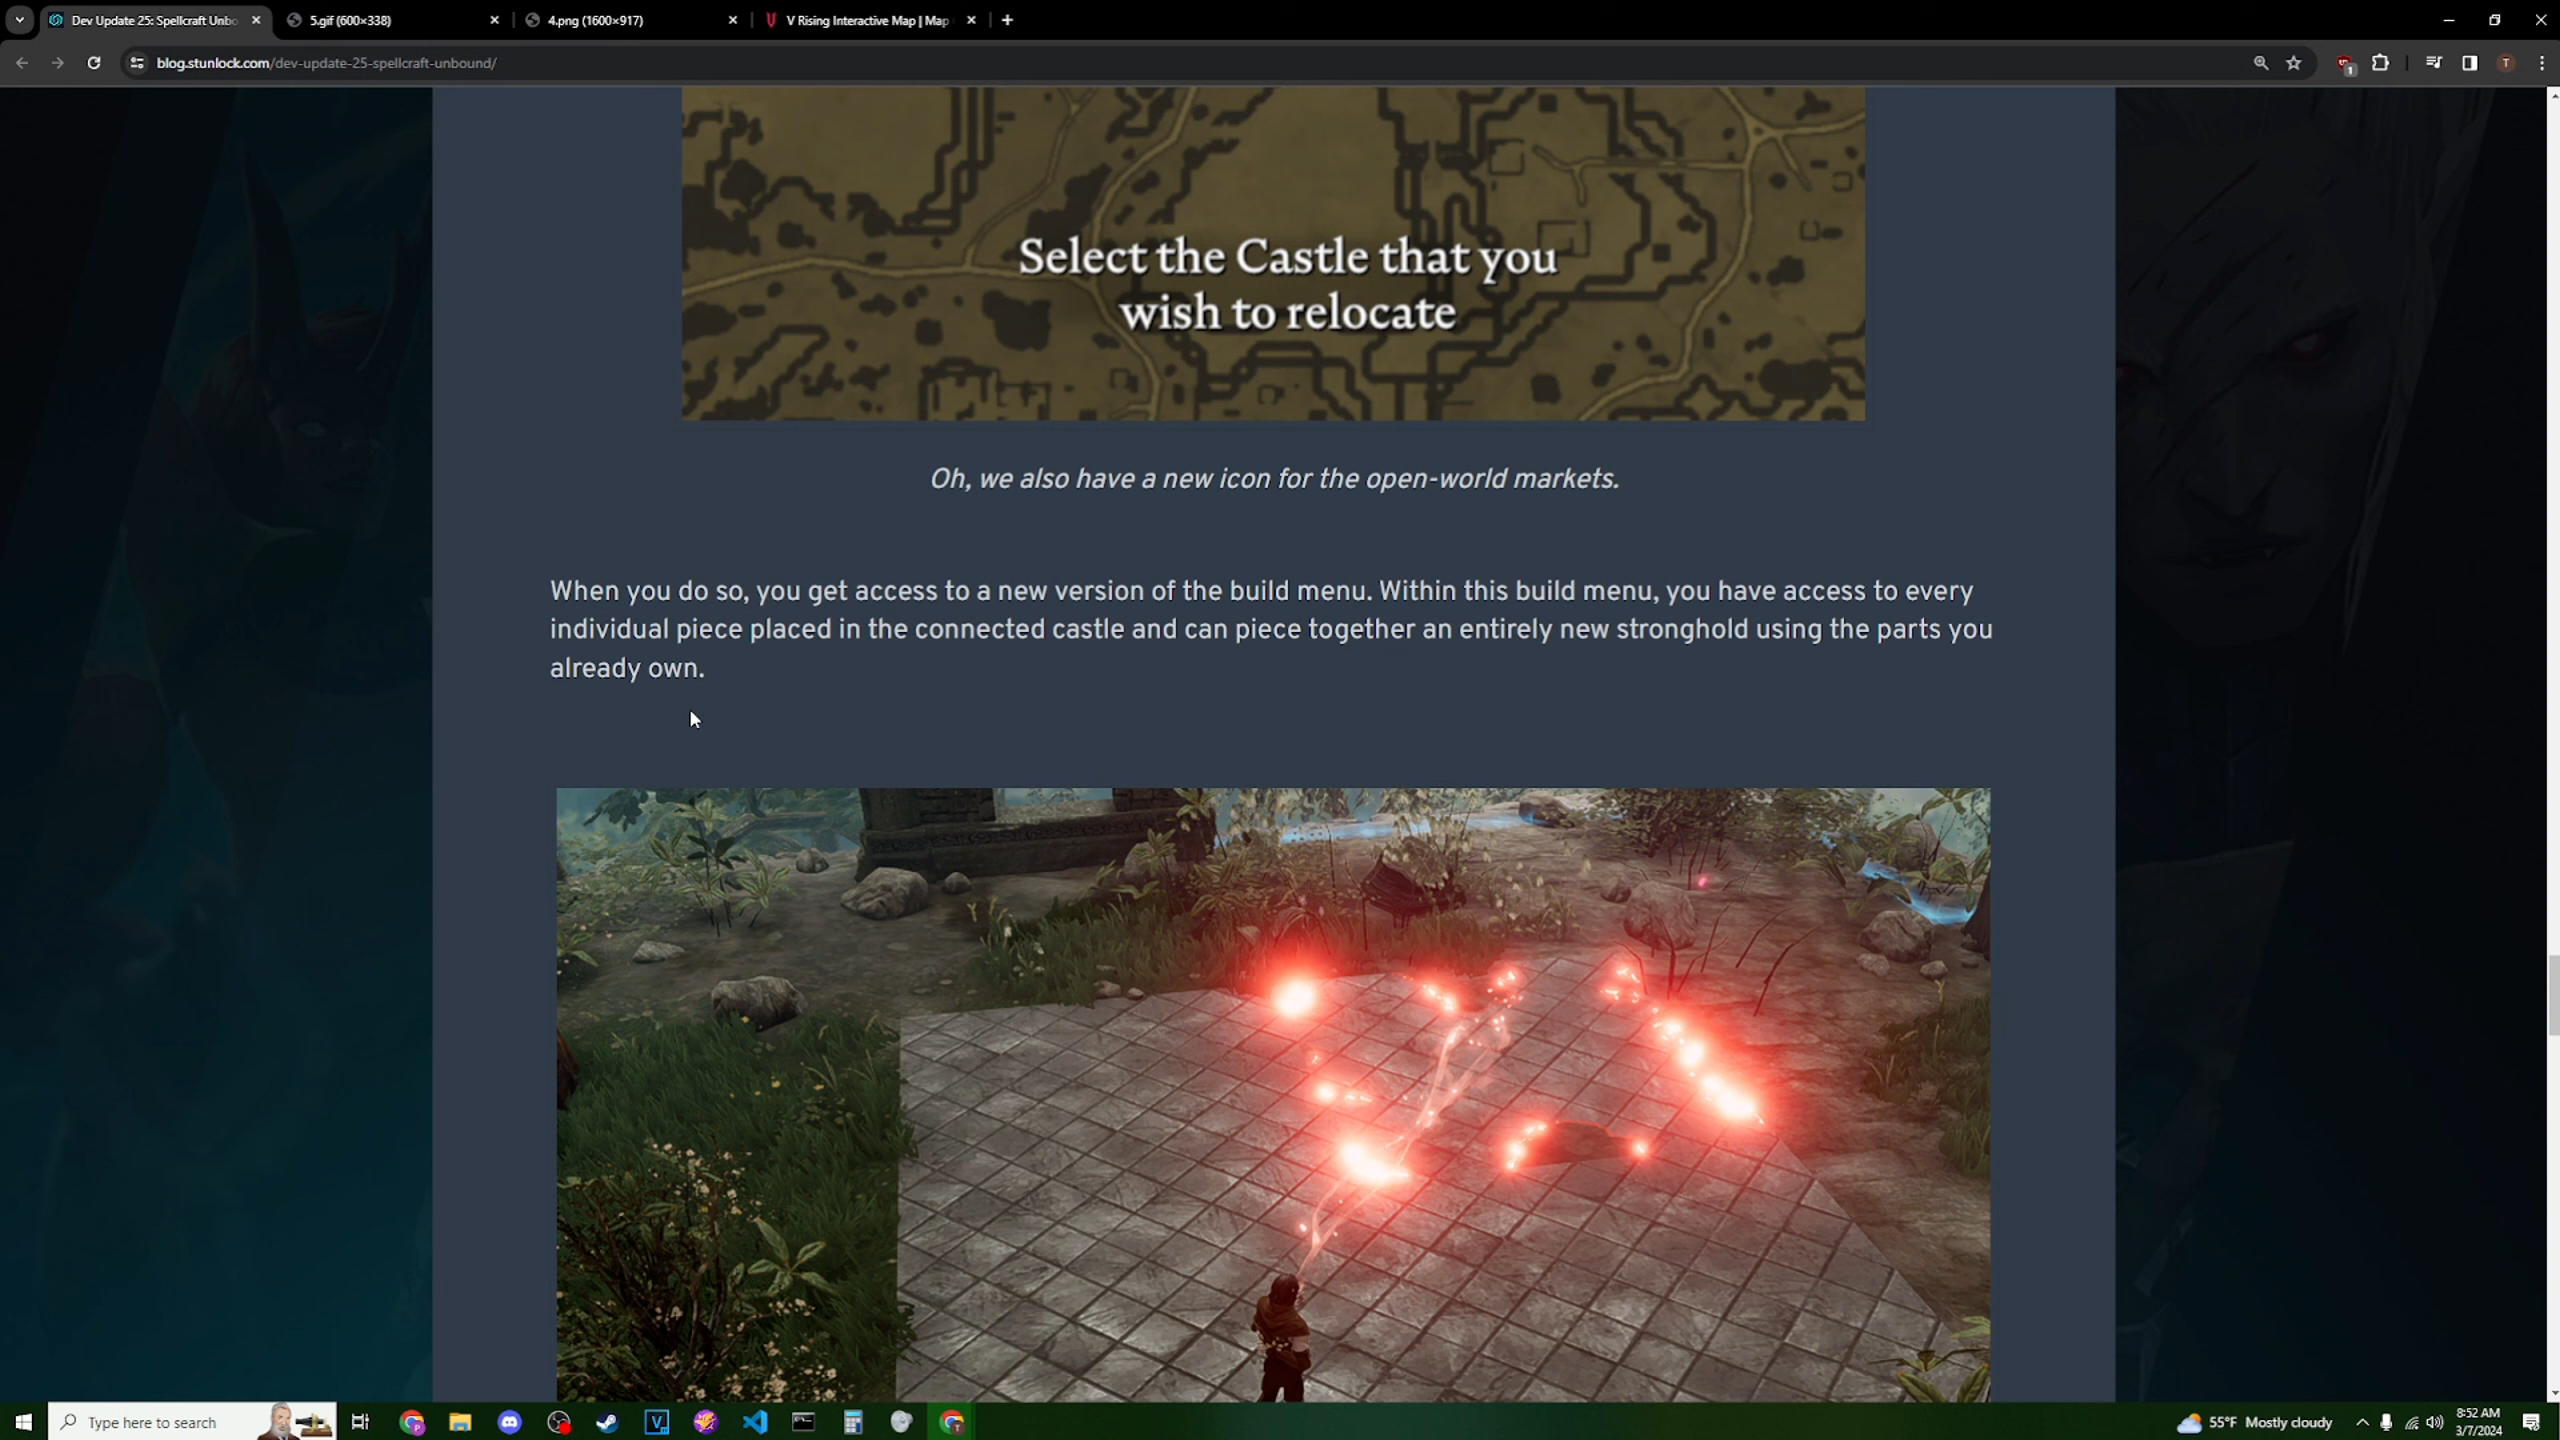 Dev Update 25: Spellcraft Unbo
5.gif (600×338)
4.png (1600×917)
V Rising Interactive Map | Map
blog.stunlock.com/dev-update-25-spellcraft-unbound/
1
T
Select the Castle that you
wish to relocate
Oh, we also have a new icon for the open-world markets.
When you do so, you get access to a new version of the build menu. Within this build menu, you have access to every
individual piece placed in the connected castle and can piece together an entirely new stronghold using the parts you
already own.
Type here to search
55°F Mostly cloudy
8:52 AM
3/7/2024